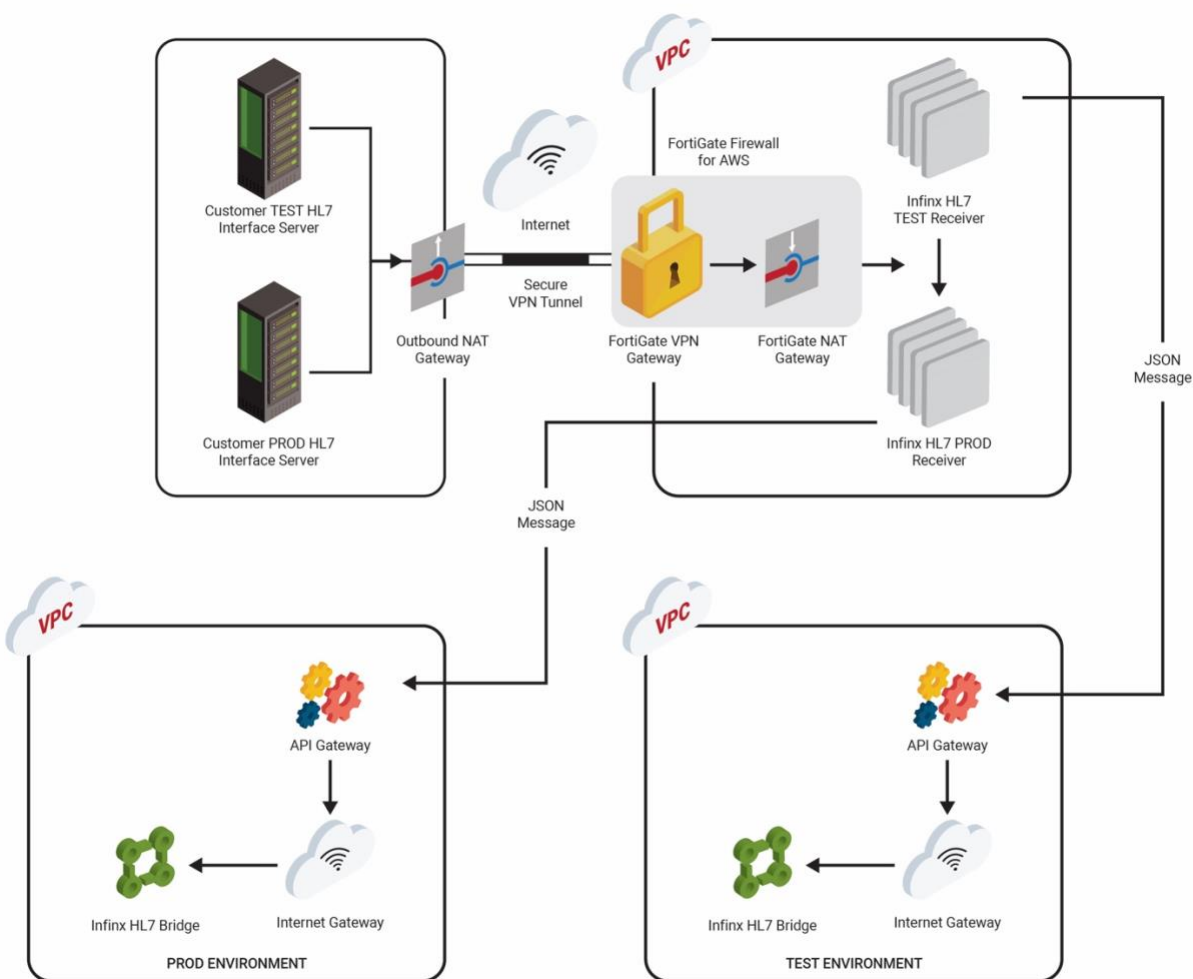 VPC
FortiGate Firewall
for AWS
Customer TEST HL7
Interface Server
Internet
Infinx HL7
TEST Receiver
Secure
VPN Tunnel
Outbound NAT
Gateway
FortiGate VPN
Gateway
FortiGate NAT
Gateway
JSON
Message
Customer PROD HL7
Interface Server
Infinx HL7 PROD
Receiver
JSON
Message
VPC
API Gateway
Infinx HL7 Bridge
Internet Gateway
PROD ENVIRONMENT
VPC
API Gateway
Infinx HL7 Bridge
Internet Gateway
TEST ENVIRONMENT